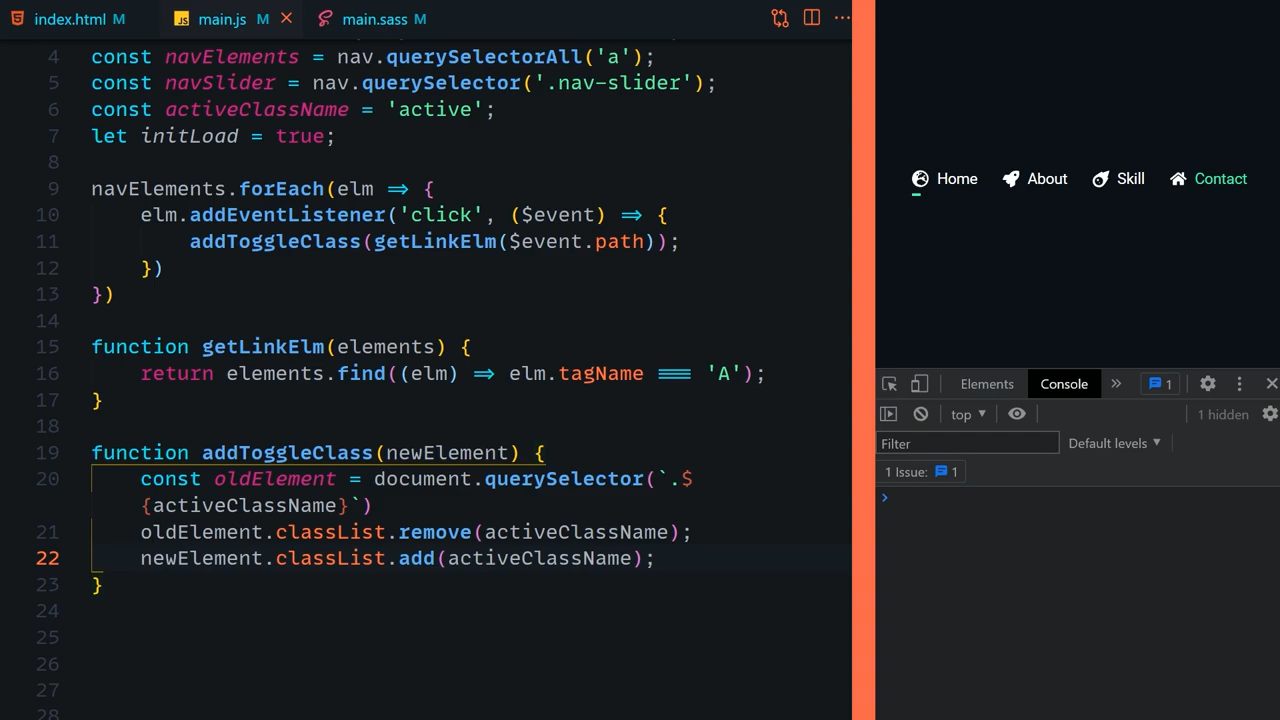 index.html M
JS main.js M
main.sass M
4 const navElements = nav.querySelectorAll('a');
5 const navSlider = nav.querySelector('.nav-slider');
6 const activeClassName = 'active';
7 let initLoad = true;
8
9 navElements.forEach(elm => {
10 elm.addEventListener('click', ($event) => {
11 addToggleClass(getLinkElm($event.path));
12 })
13 })
14
15 function getLinkElm(elements) {
16 return elements.find((elm) => elm.tagName === 'A');
17 }
18
19 function addToggleClass(newElement) {
20 const oldElement = document.querySelector(`.$
{activeClassName}`)
21 oldElement.classList.remove(activeClassName);
22 newElement.classList.add(activeClassName);
23 }
24
25
26
27
28
Home About Skill Contact
Elements Console » 1
top 1 hidden
Filter Default levels
1 Issue: 1
›